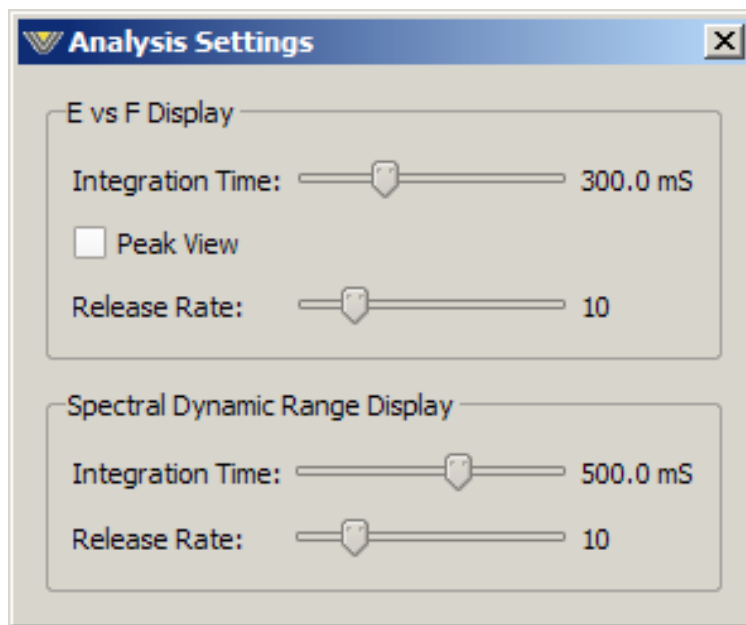 Analysis Settings
E vs F Display
Integration Time: 300.0 mS
Peak View
Release Rate: 10
Spectral Dynamic Range Display
Integration Time: 500.0 mS
Release Rate: 10